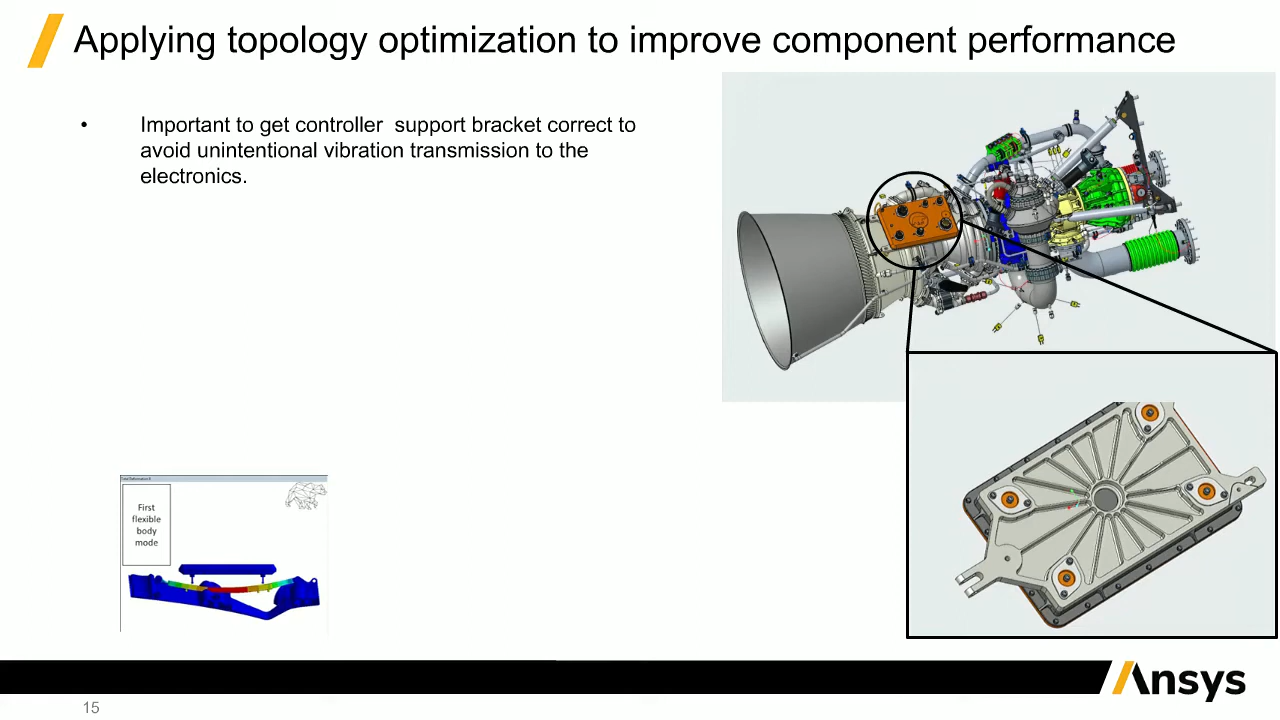 Applying topology optimization to improve component performance
• Important to get controller support bracket correct to
avoid unintentional vibration transmission to the
electronics.
First
flexible
body
mode
Ansys
15